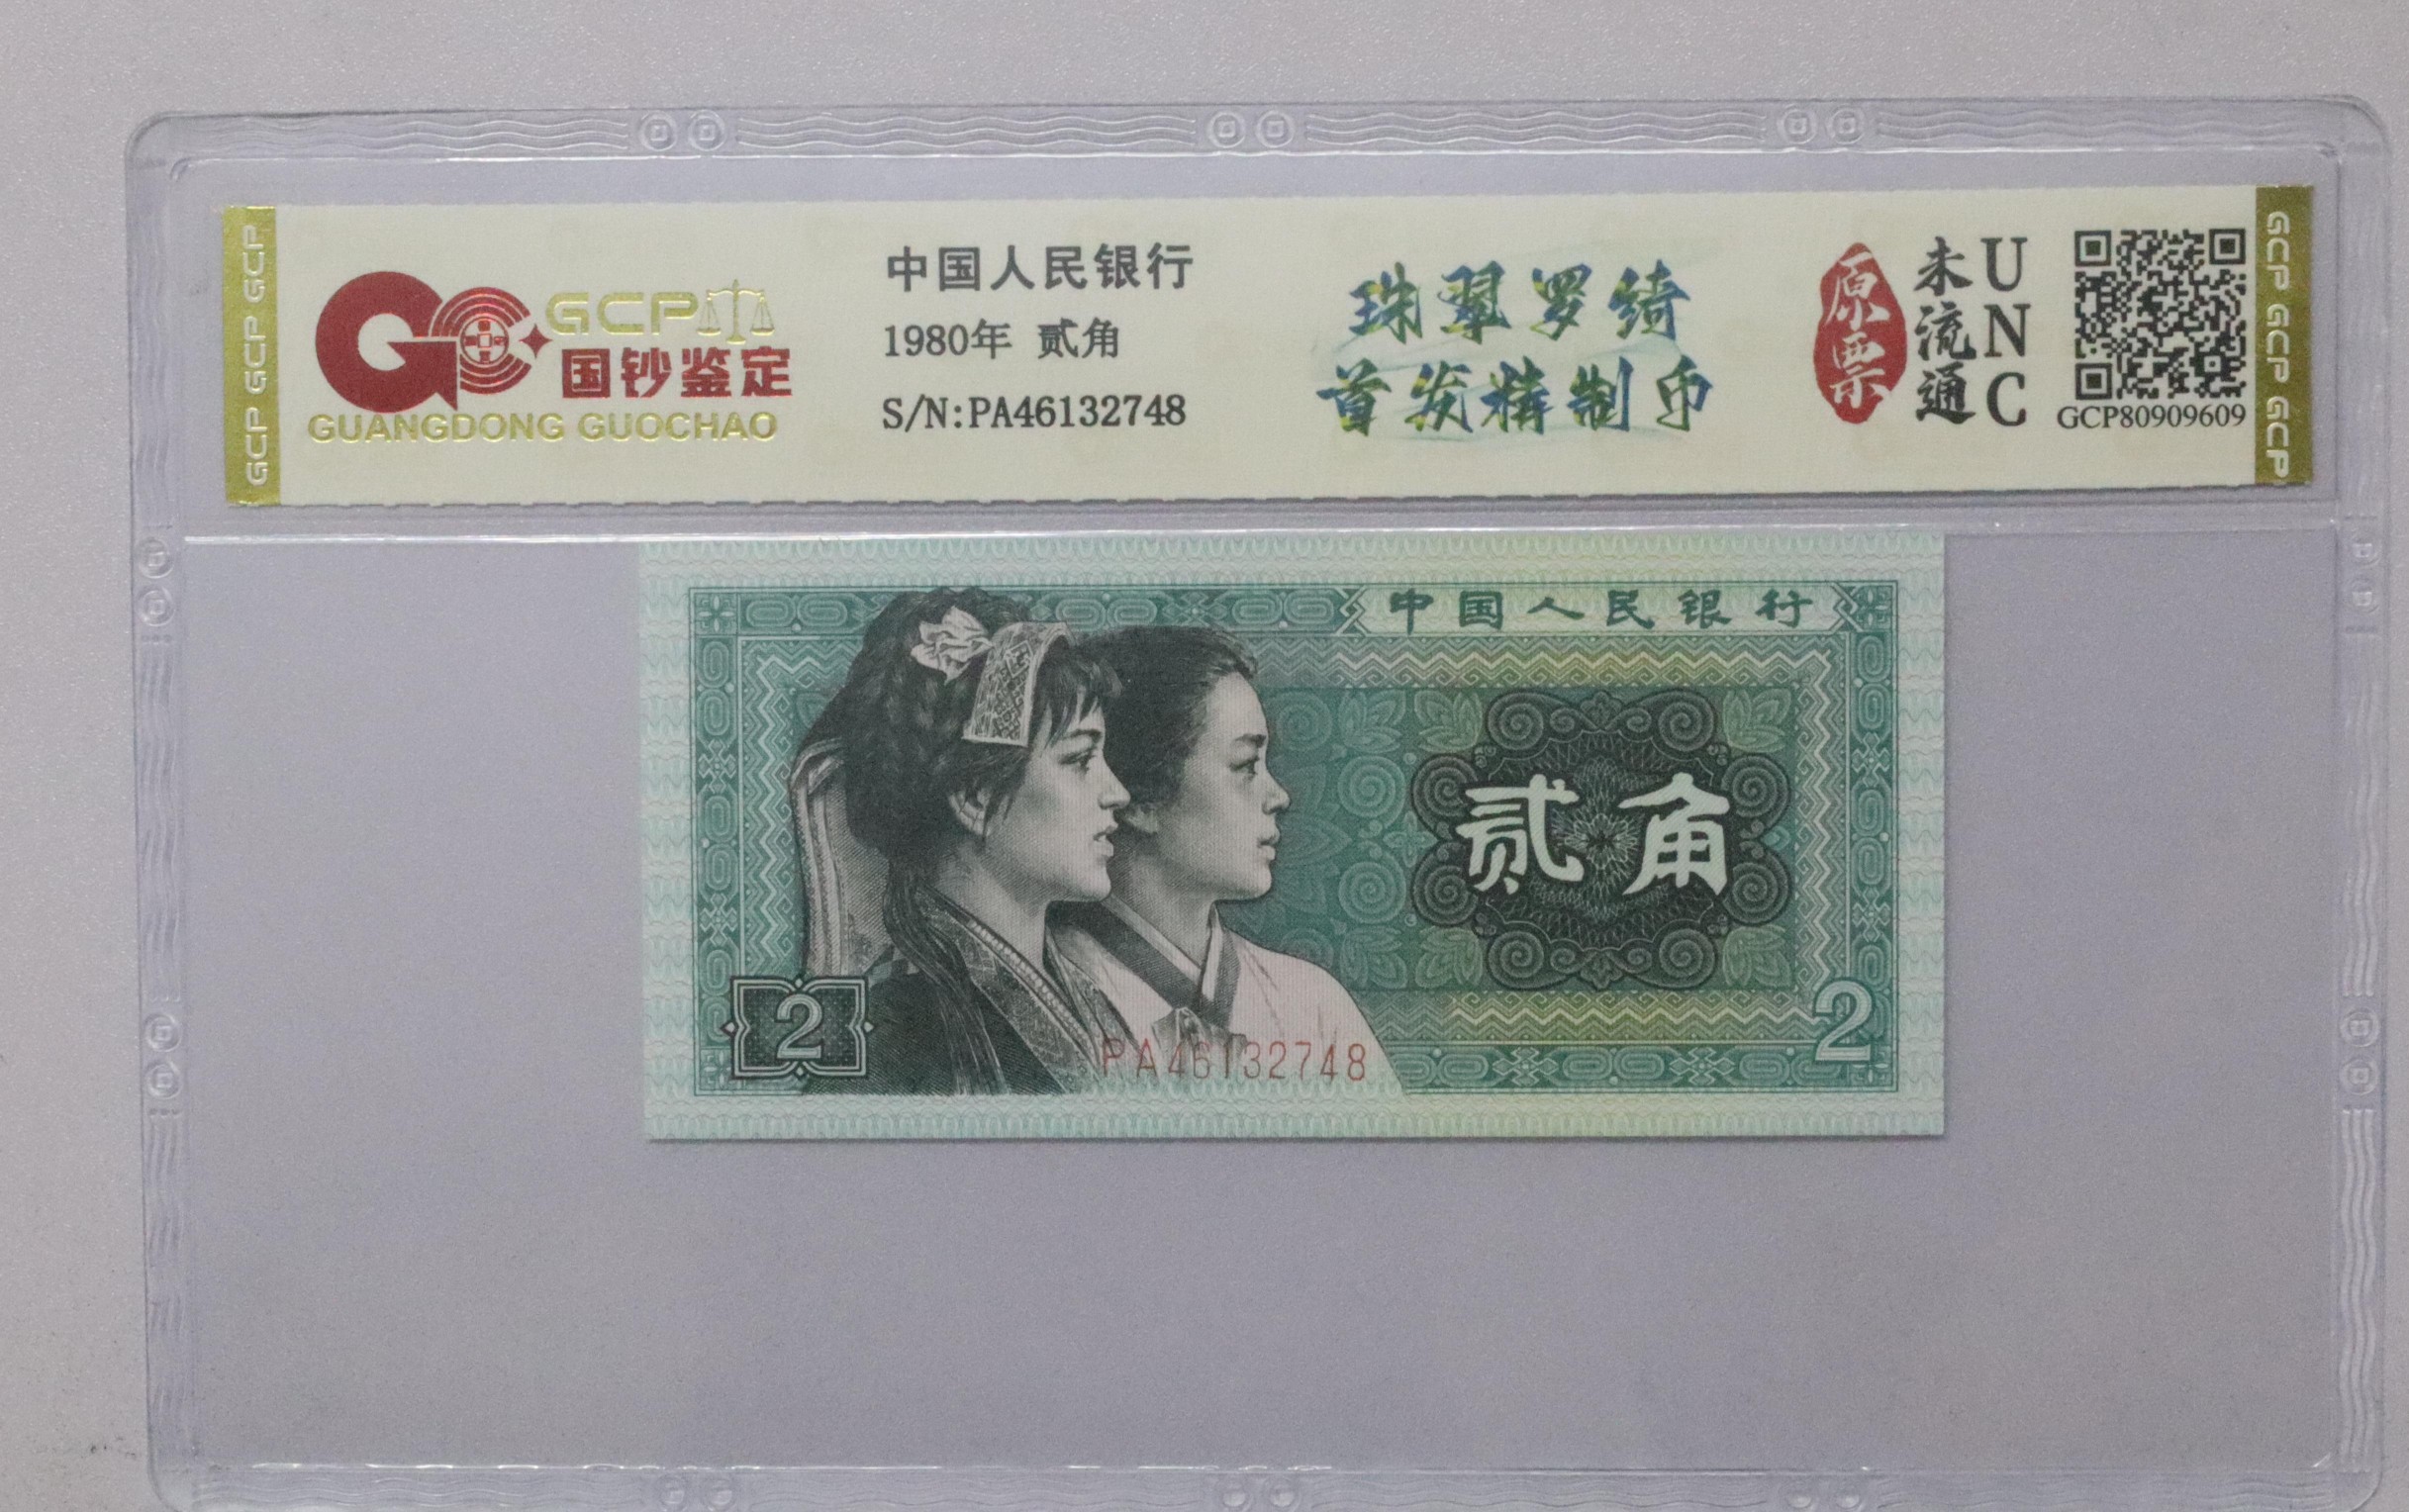 GCP GCP GCP
GCP
国钞鉴定
GUANGDONG GUOCHAO
中国人民银行
1980年 贰角
S/N:PA46132748
珠翠罗绮
首发精制币
原票
未流通
UNC
GCP80909609
GCP GCP GCP
中国人民银行
贰角
2
2
PA46132748